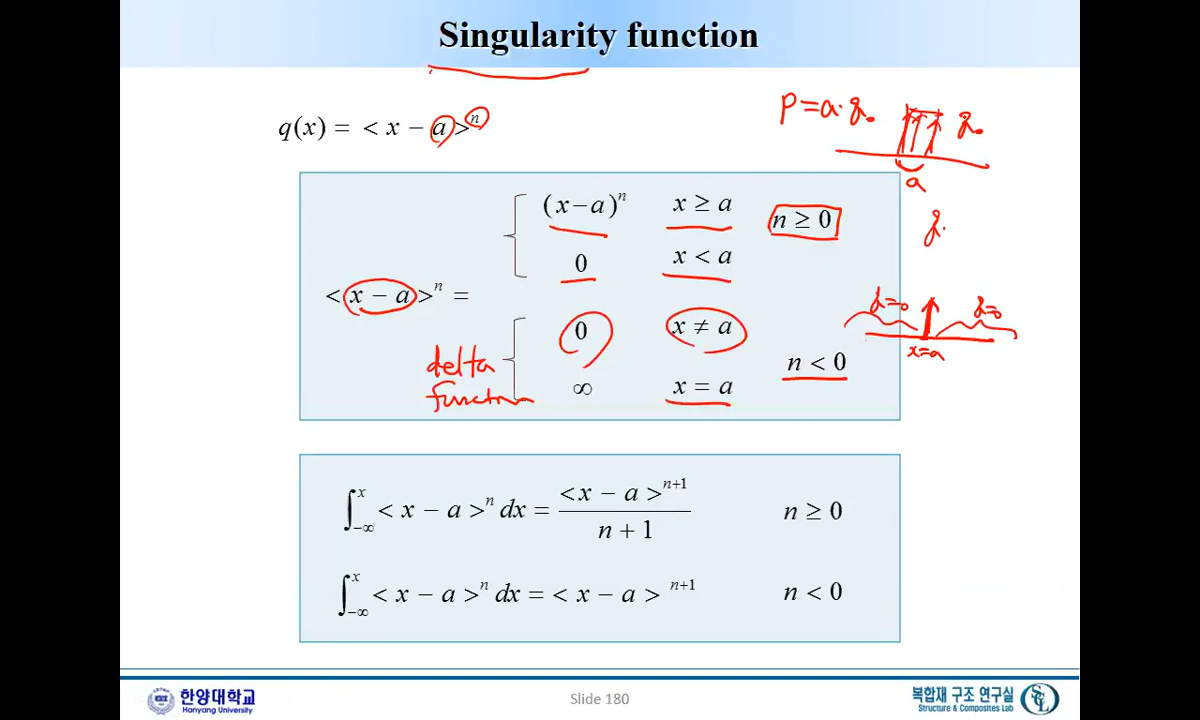 Singularity function
q(x) = < x − a >^n
P = a · q₀
q₀
a
(x−a)^n x ≥ a n ≥ 0
0 x < a
< x − a >^n =
0 x ≠ a
∞ x = a n < 0
delta
function
x=a
∫_{−∞}^{x} < x − a >^n dx = < x − a >^{n+1} / n + 1 n ≥ 0
∫_{−∞}^{x} < x − a >^n dx = < x − a >^{n+1} n < 0
한양대학교
Hanyang University
Slide 180
복합재 구조 연구실
Structure & Composites Lab